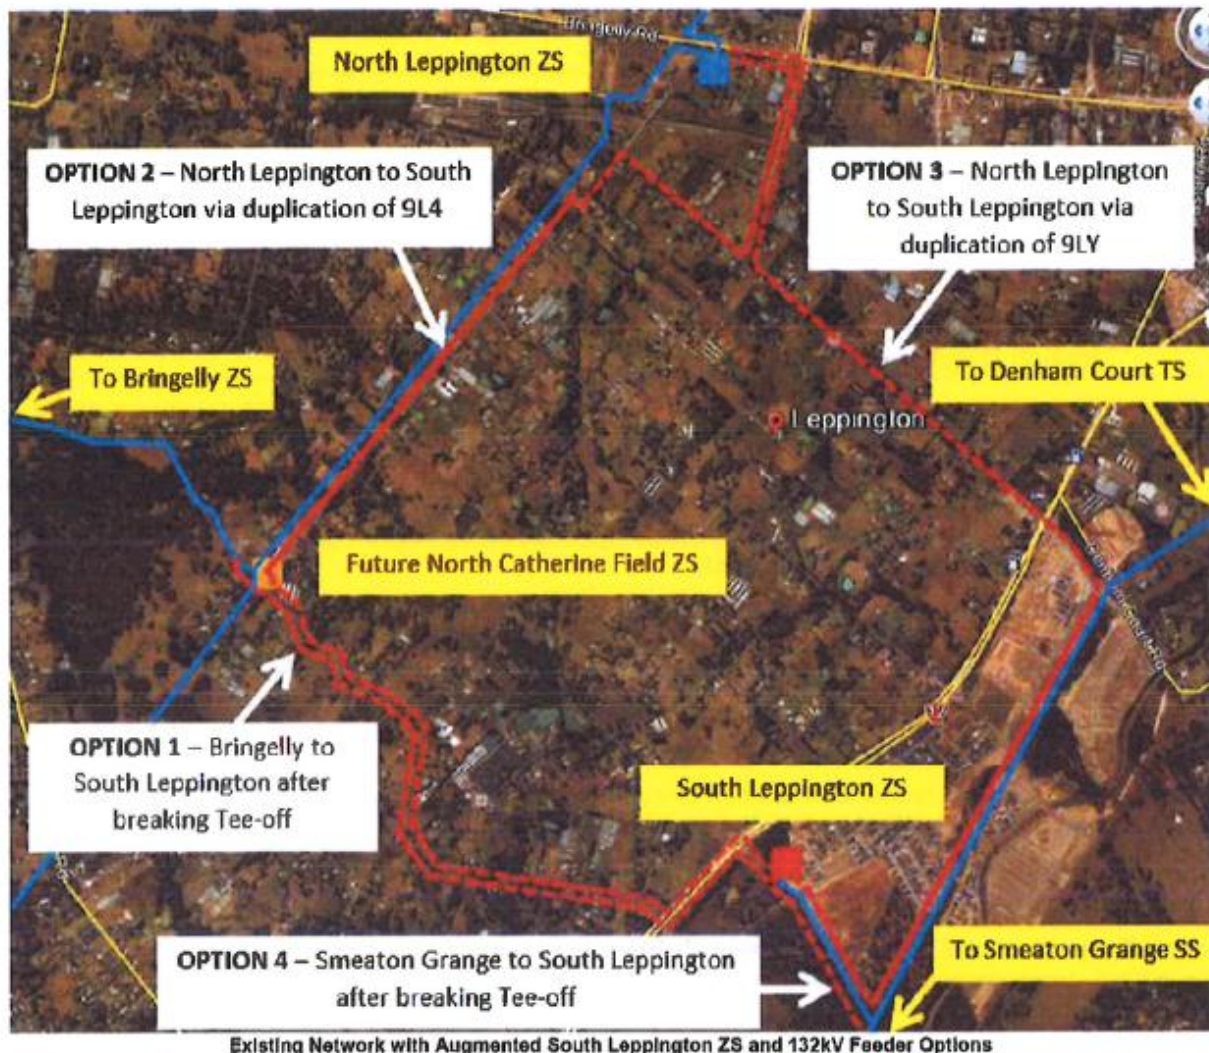 Bringelly Rd
North Leppington ZS
OPTION 2 – North Leppington to South
Leppington via duplication of 9L4
OPTION 3 – North Leppington
to South Leppington via
duplication of 9LY
To Bringelly ZS
To Denham Court TS
Leppington
Future North Catherine Field ZS
OPTION 1 – Bringelly to
South Leppington after
breaking Tee-off
South Leppington ZS
OPTION 4 – Smeaton Grange to South Leppington
after breaking Tee-off
To Smeaton Grange SS
Existing Network with Augmented South Leppington ZS and 132kV Feeder Options